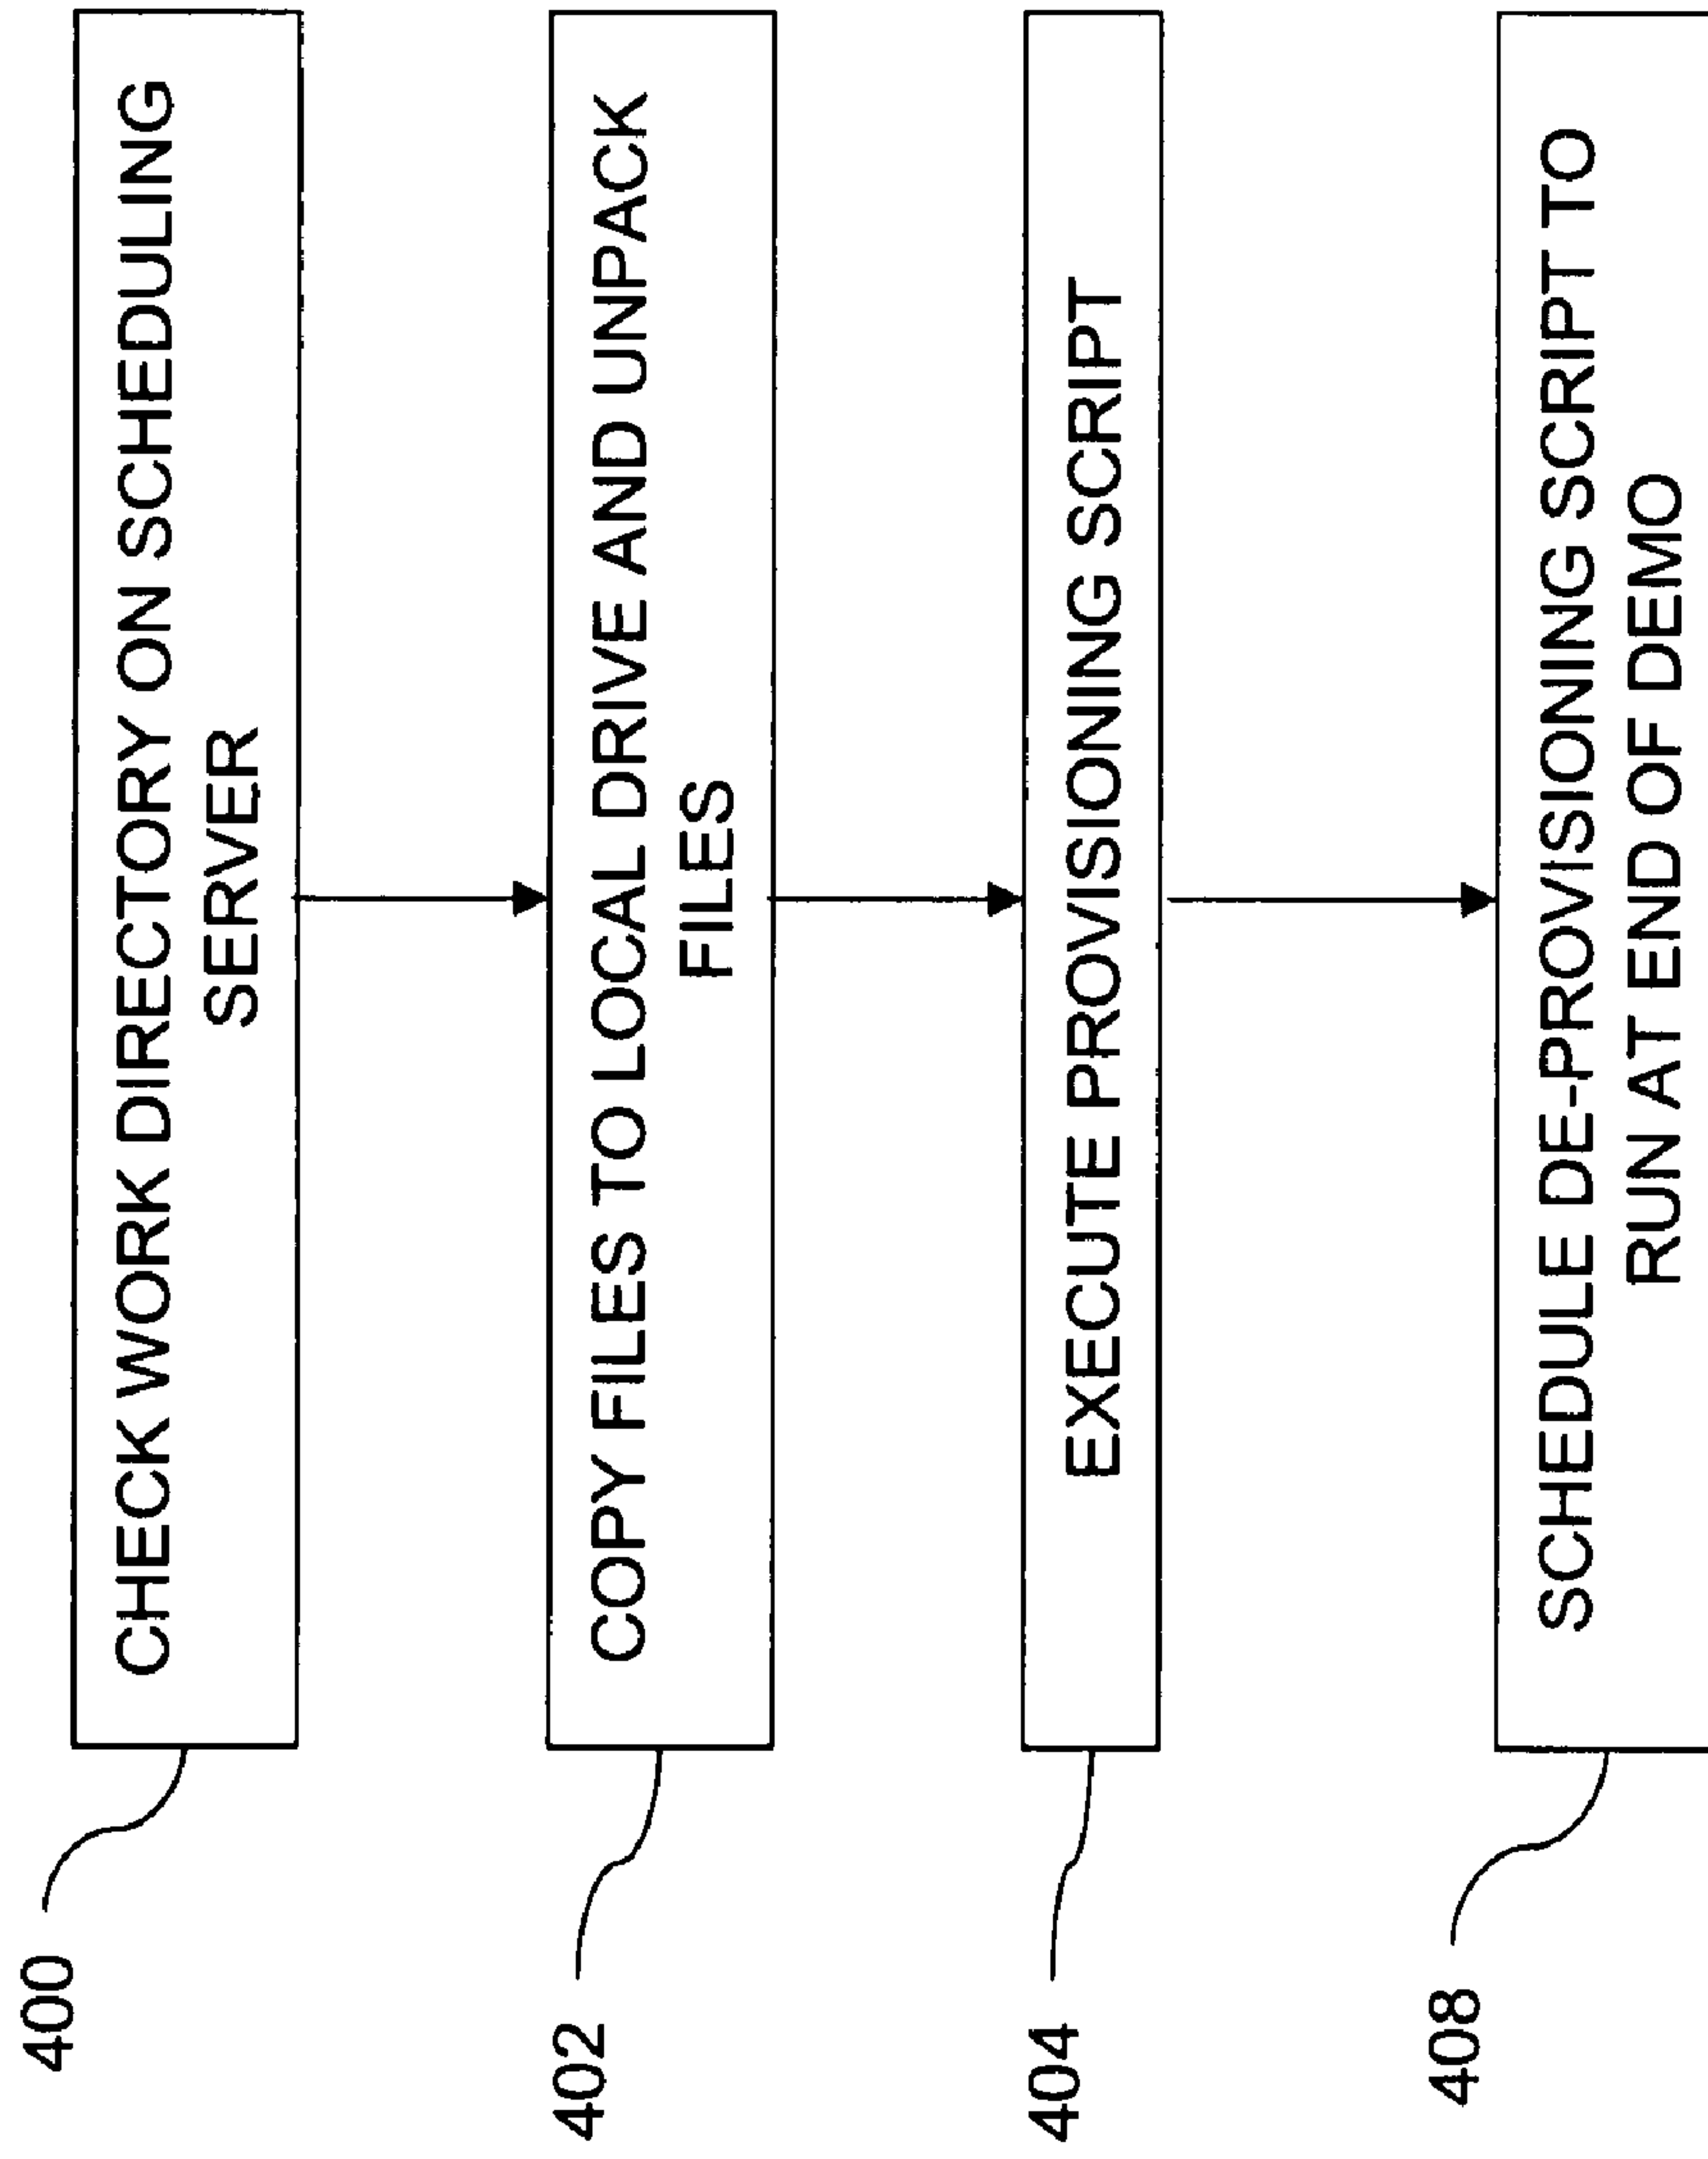 400
CHECK WORK DIRECTORY ON SCHEDULING
SERVER
402
COPY FILES TO LOCAL DRIVE AND UNPACK
FILES
404
EXECUTE PROVISIONING SCRIPT
408
SCHEDULE DE-PROVISIONING SCRIPT TO
RUN AT END OF DEMO